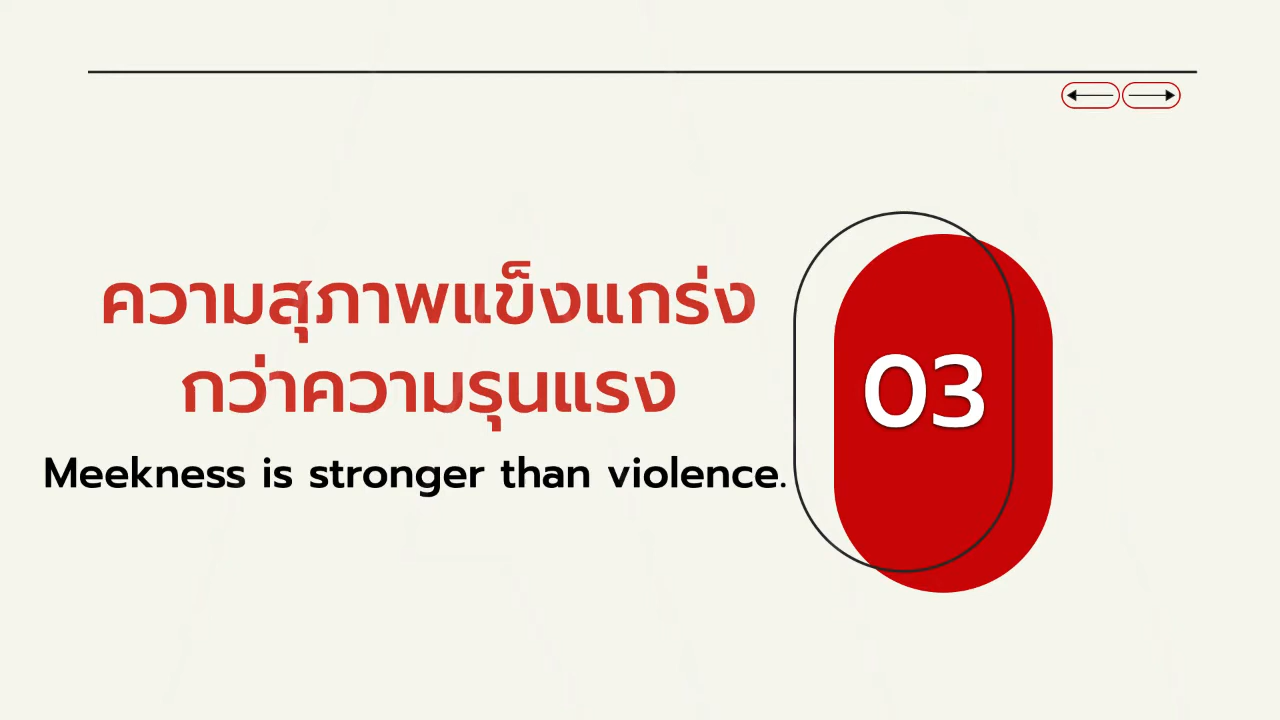 ความสุภาพแข็งแกร่ง
กว่าความรุนแรง
Meekness is stronger than violence.
03